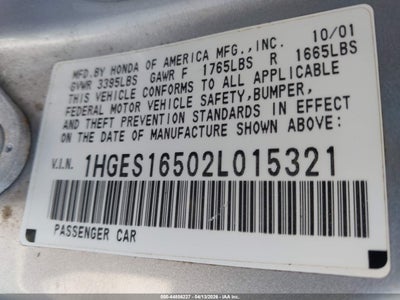 MFD.BY HONDA OF AMERICA MFG.,INC. 10/01
GVWR 3395LBS GAWR F 1765LBS R 1665LBS
THIS VEHICLE CONFORMS TO ALL APPLICABLE
FEDERAL MOTOR VEHICLE SAFETY,BUMPER,
AND THEFT PREVENTION STANDARDS IN EFFECT
ON THE DATE OF MANUFACTURE SHOWN ABOVE:
V.I.N. 1HGES16502L015321
PASSENGER CAR